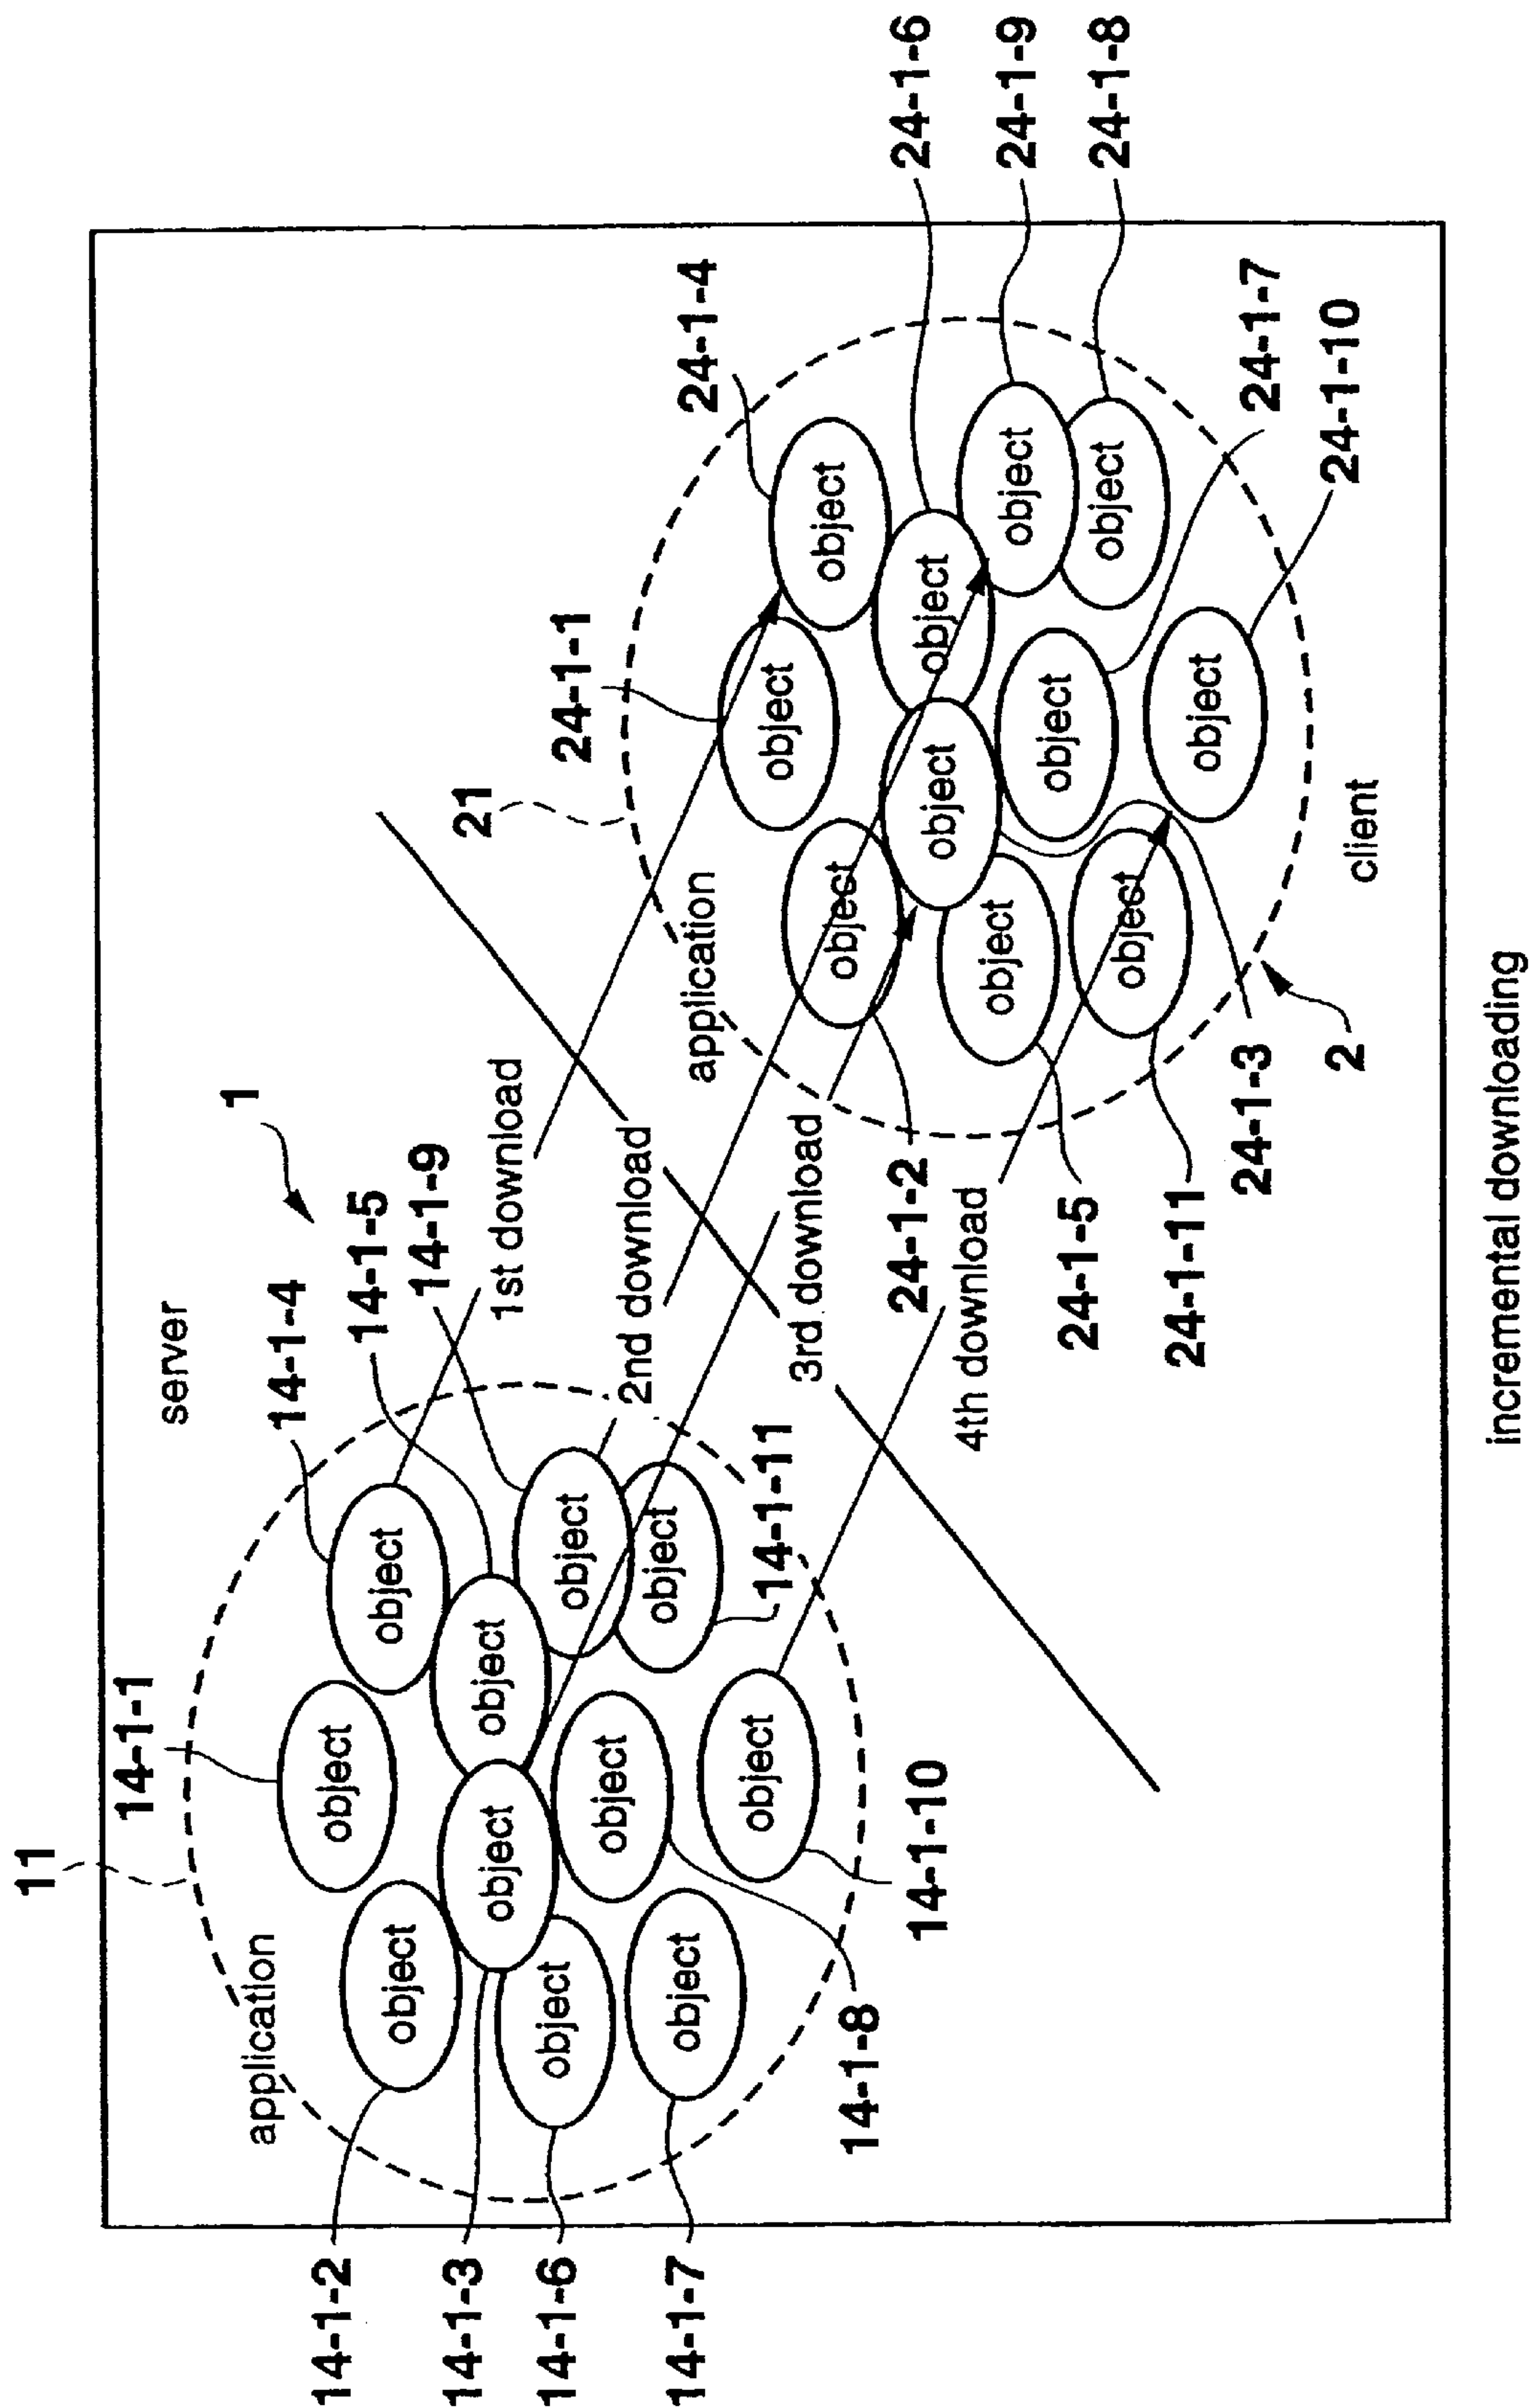 11
14-1-1
server
14-1-4
14-1-5
14-1-9
1
application
object
object
object
object
object
object
object
object
object
object
object
14-1-2
14-1-3
14-1-6
14-1-7
14-1-8
14-1-10
14-1-11
1st download
2nd download
3rd download
4th download
21
24-1-1
24-1-4
24-1-6
24-1-9
24-1-8
application
object
object
object
object
object
object
object
object
object
object
object
24-1-2
24-1-5
24-1-11
24-1-3
2
client
24-1-7
24-1-10
incremental downloading